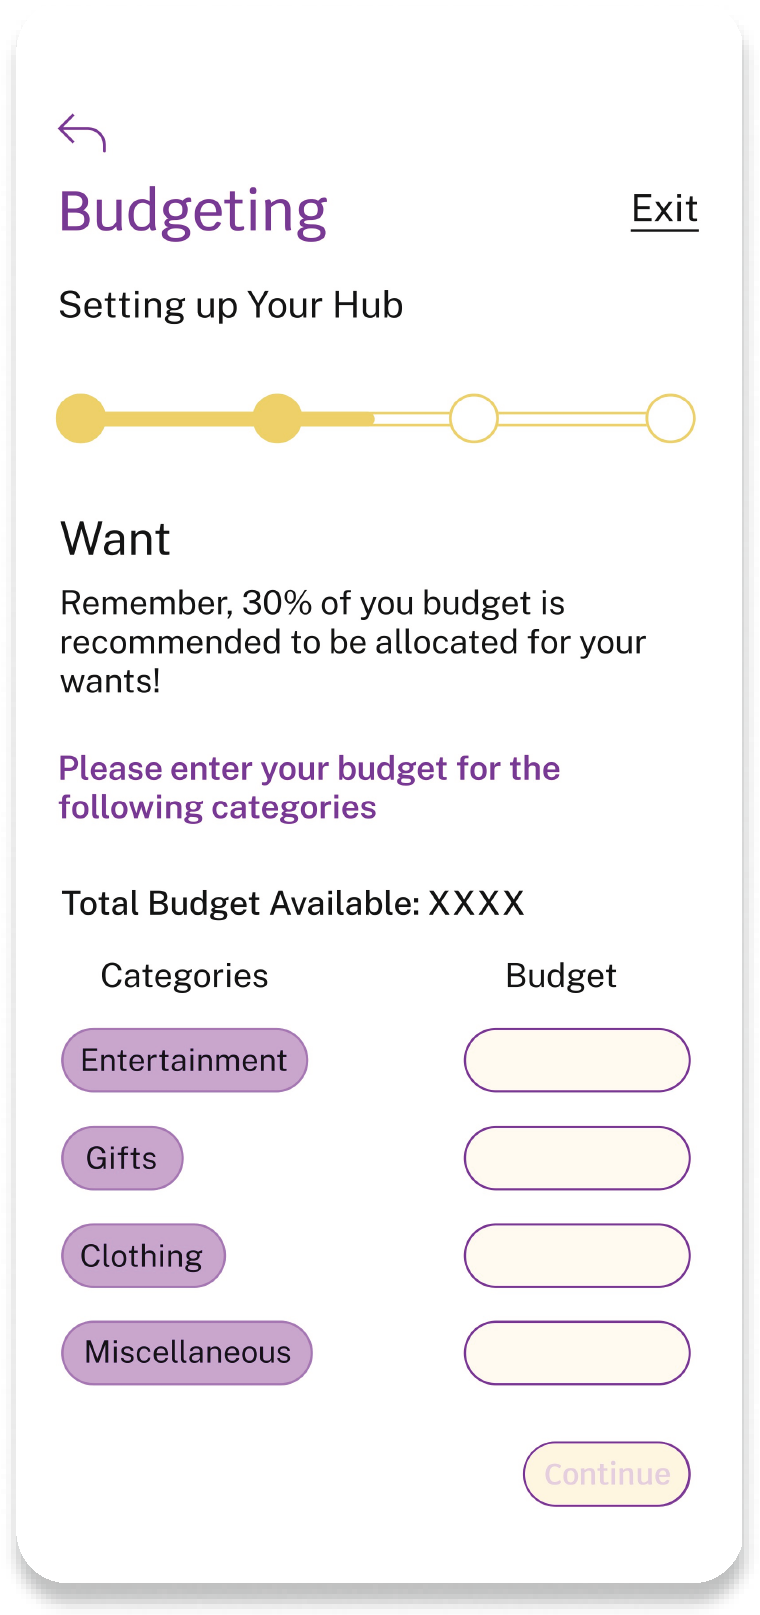 Budgeting
Exit
Setting up Your Hub
Want
Remember, 30% of you budget is
recommended to be allocated for your
wants!
Please enter your budget for the
following categories
Total Budget Available: XXXX
Categories Budget
Entertainment
Gifts
Clothing
Miscellaneous
Continue